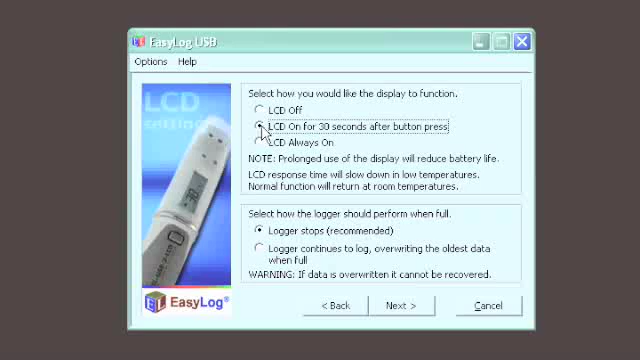 EasyLog USB
Options Help
LCD
settings
Select how you would like the display to function.
LCD Off
LCD On for 30 seconds after button press
LCD Always On
NOTE: Prolonged use of the display will reduce battery life.
LCD response time will slow down in low temperatures.
Normal function will return at room temperatures.
Select how the logger should perform when full.
Logger stops (recommended)
Logger continues to log, overwriting the oldest data
when full
WARNING: If data is overwritten it cannot be recovered.
EL EasyLog®
< Back Next > Cancel